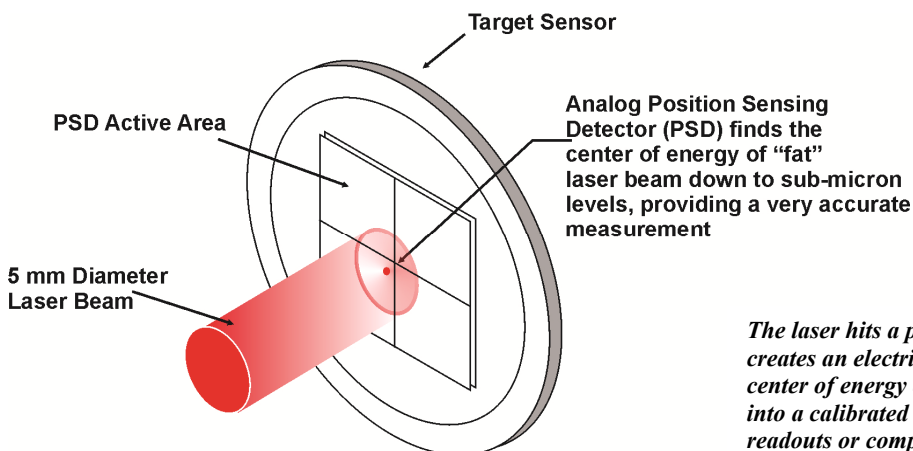 Target Sensor
PSD Active Area
Analog Position Sensing
Detector (PSD) finds the
center of energy of “fat”
laser beam down to sub-micron
levels, providing a very accurate
measurement
5 mm Diameter
Laser Beam
The laser hits a p
creates an electri
center of energy
into a calibrated
readouts or comp